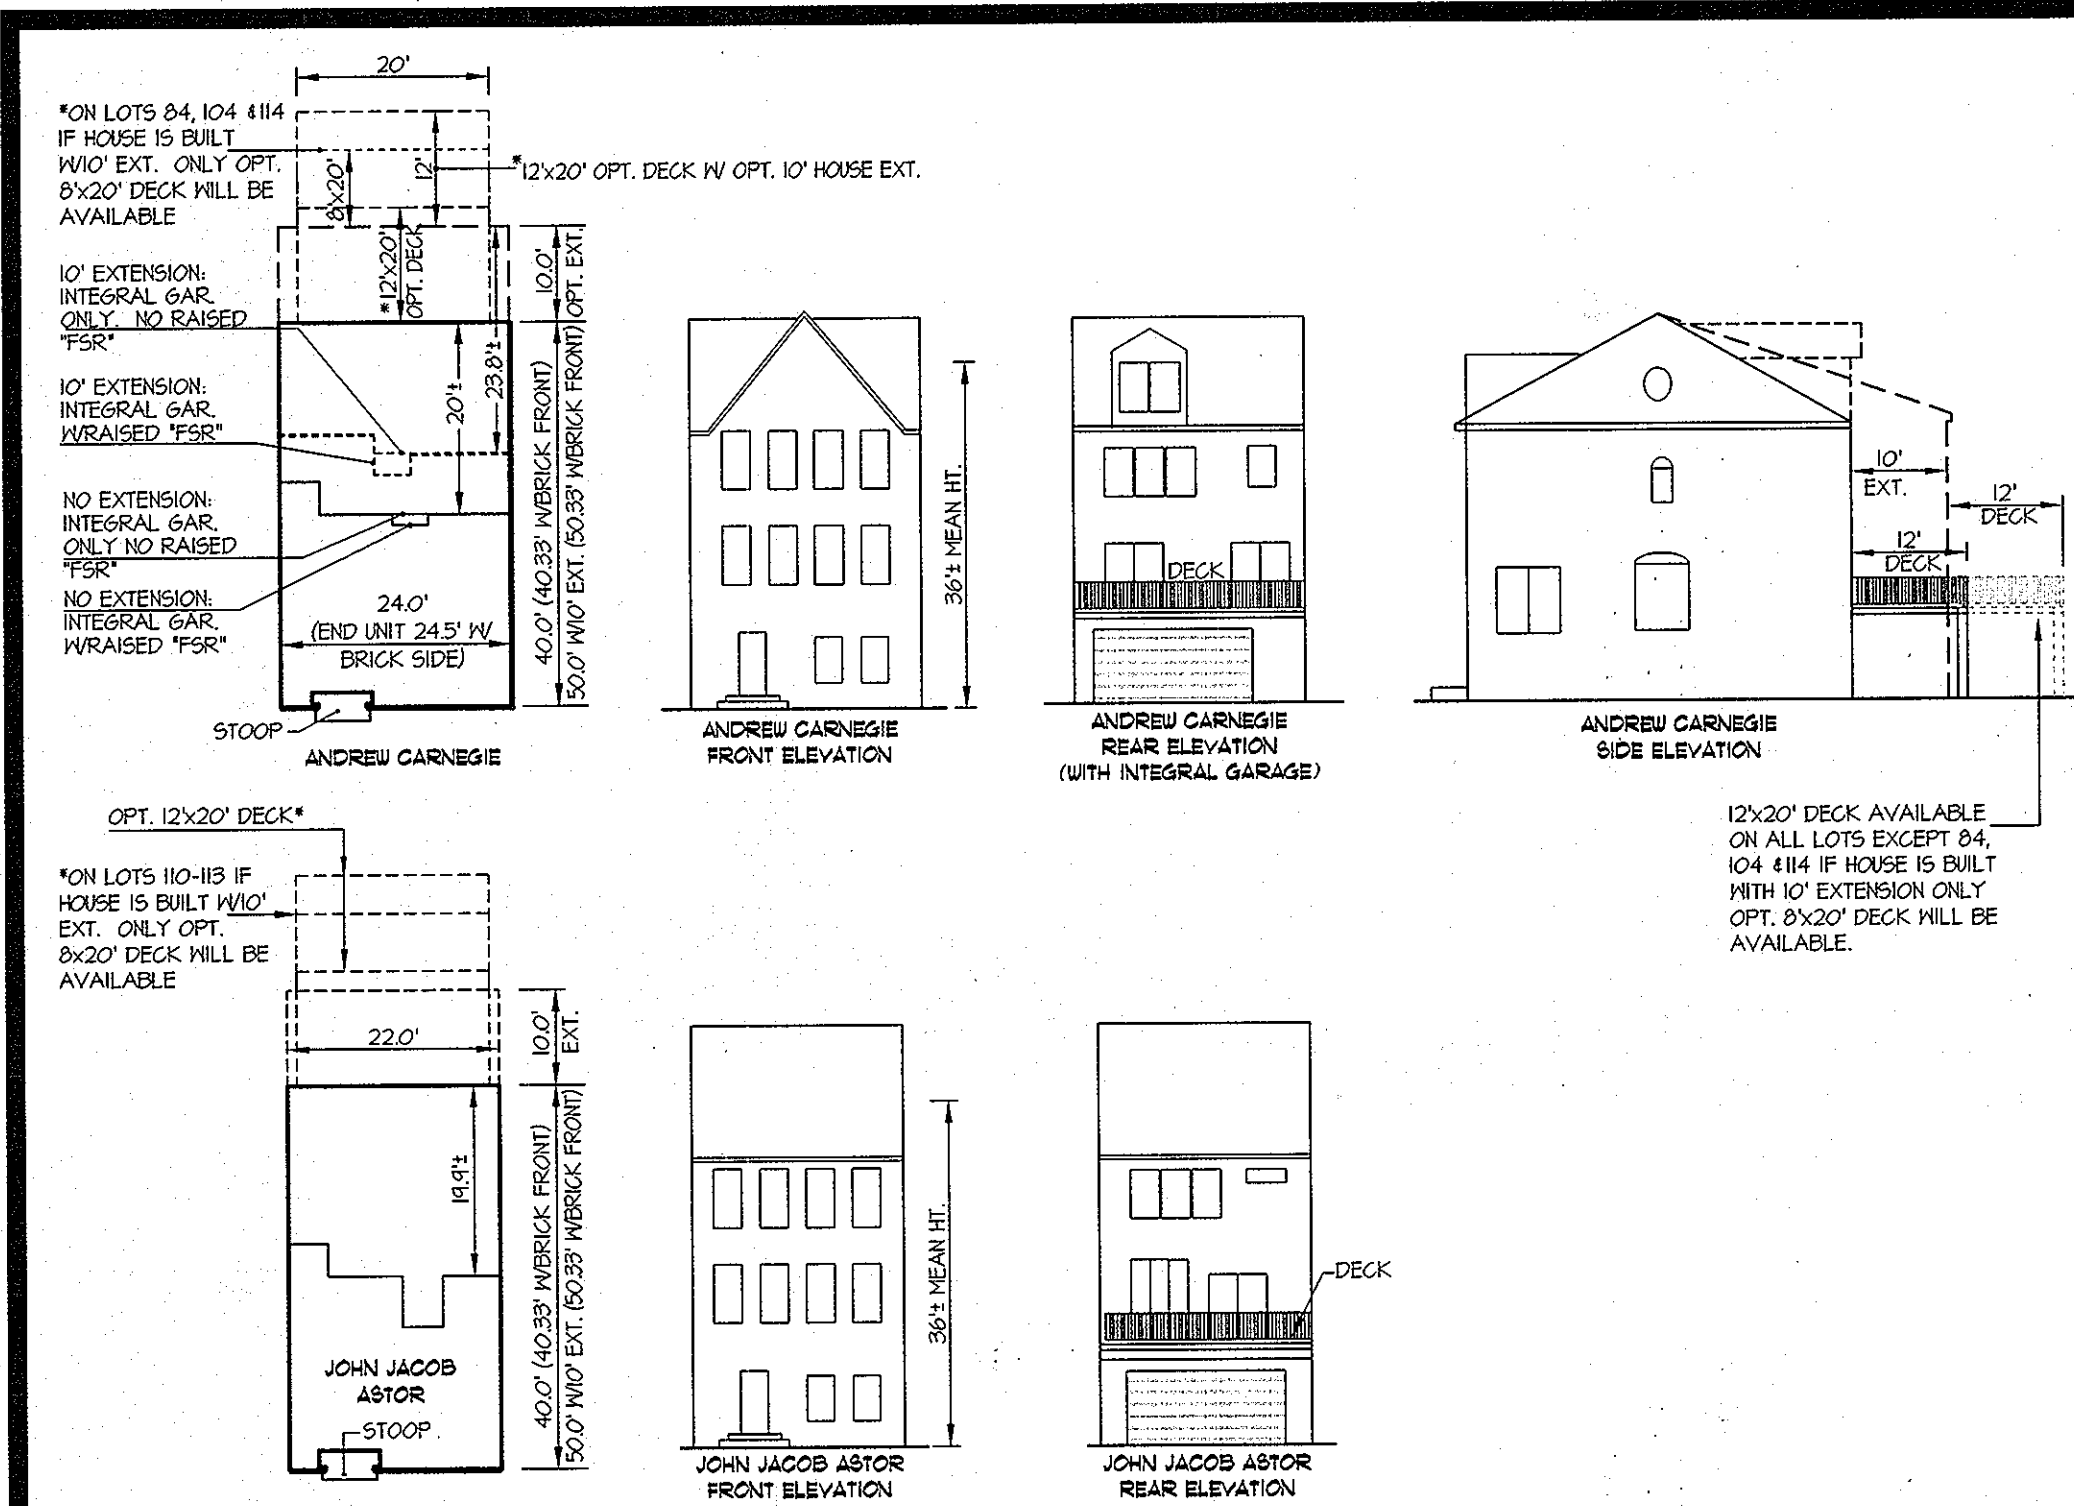 20'
*ON LOTS 84, 104 &114
IF HOUSE IS BUILT
W/10' EXT. ONLY OPT.
8'x20' DECK WILL BE
AVAILABLE
12'
8'x20'
*12'x20' OPT. DECK W/ OPT. 10' HOUSE EXT.
*12'x20'
OPT. DECK
10.0'
OPT. EXT.
10' EXTENSION:
INTEGRAL GAR.
ONLY. NO RAISED
"FSR"
10' EXTENSION:
INTEGRAL GAR.
W/RAISED "FSR"
NO EXTENSION:
INTEGRAL GAR.
ONLY NO RAISED
"FSR"
NO EXTENSION:
INTEGRAL GAR.
W/RAISED "FSR"
20'±
23.8'±
24.0'
(END UNIT 24.5' W/
BRICK SIDE)
40.0' (40.33' W/BRICK FRONT)
50.0' W/10' EXT. (50.33' W/BRICK FRONT)
STOOP
ANDREW CARNEGIE
36'± MEAN HT.
ANDREW CARNEGIE
FRONT ELEVATION
DECK
ANDREW CARNEGIE
REAR ELEVATION
(WITH INTEGRAL GARAGE)
10'
EXT.
12'
DECK
12'
DECK
ANDREW CARNEGIE
SIDE ELEVATION
12'x20' DECK AVAILABLE
ON ALL LOTS EXCEPT 84,
104 &114 IF HOUSE IS BUILT
WITH 10' EXTENSION ONLY
OPT. 8'x20' DECK WILL BE
AVAILABLE.
OPT. 12'x20' DECK*
*ON LOTS 110-113 IF
HOUSE IS BUILT W/10'
EXT. ONLY OPT.
8x20' DECK WILL BE
AVAILABLE
22.0'
10.0'
EXT.
19.9'±
40.0' (40.33' W/BRICK FRONT)
50.0' W/10' EXT. (50.33' W/BRICK FRONT)
JOHN JACOB
ASTOR
STOOP
36'± MEAN HT.
JOHN JACOB ASTOR
FRONT ELEVATION
DECK
JOHN JACOB ASTOR
REAR ELEVATION